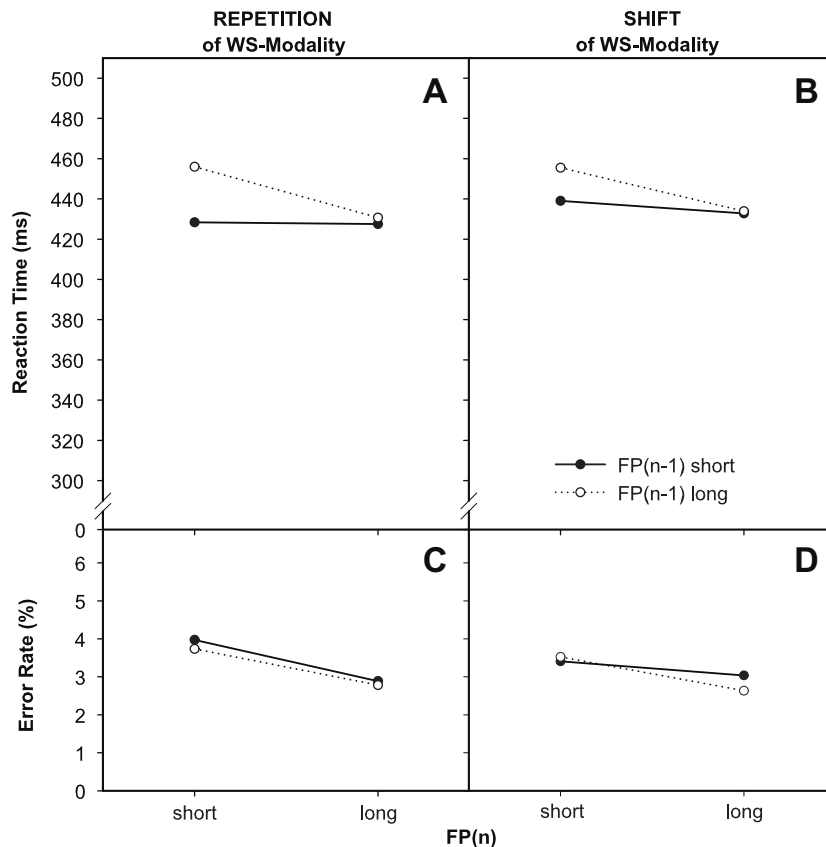 REPETITION
of WS-Modality
SHIFT
of WS-Modality
A
B
Reaction Time (ms)
500
480
460
440
420
400
380
360
340
320
300
0
FP(n-1) short
FP(n-1) long
C
D
Error Rate (%)
6
5
4
3
2
1
0
short
long
short
long
FP(n)